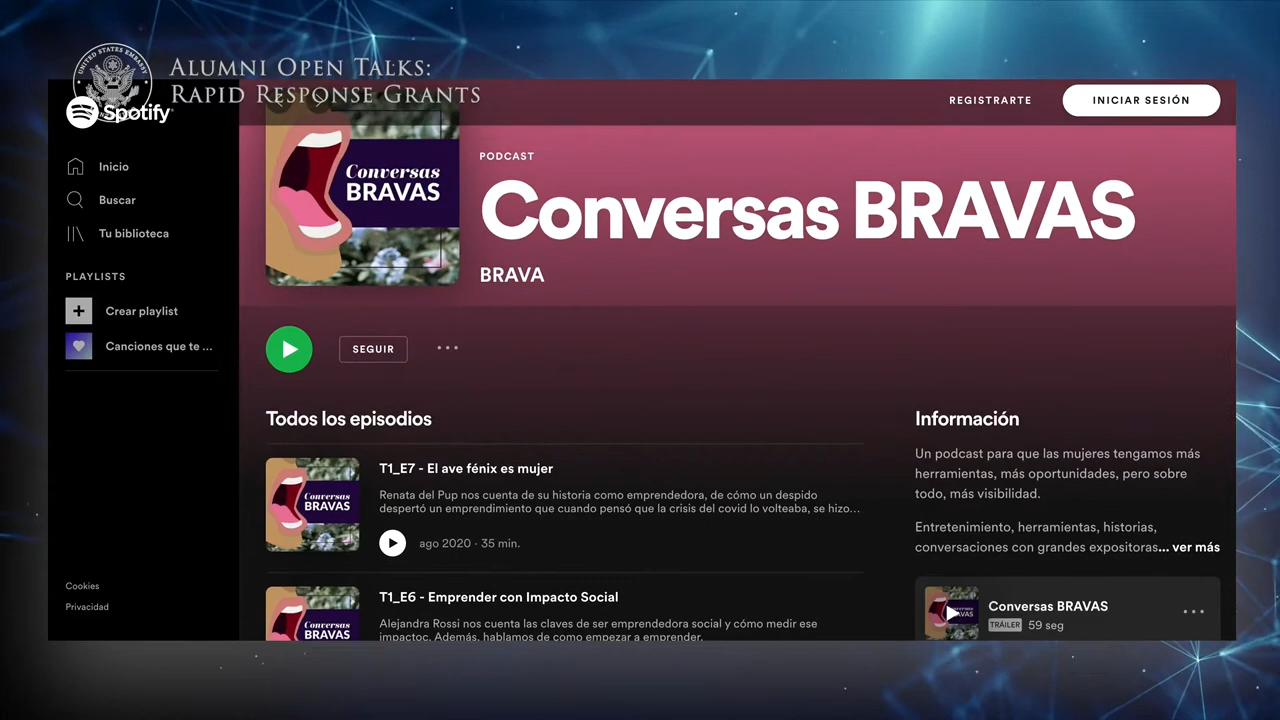 ALUMNI OPEN TALKS:
RAPID RESPONSE GRANTS
UNITED STATES EMBASSY
Spotify
REGISTRARTE
INICIAR SESIÓN
Inicio
Buscar
Tu biblioteca
PLAYLISTS
Crear playlist
Canciones que te ...
Cookies
Privacidad
Conversas
BRAVAS
PODCAST
Conversas BRAVAS
BRAVA
SEGUIR
Todos los episodios
Conversas
BRAVAS
T1_E7 - El ave fénix es mujer
Renata del Pup nos cuenta de su historia como emprendedora, de cómo un despido
despertó un emprendimiento que cuando pensó que la crisis del covid lo volteaba, se hizo...
ago 2020 · 35 min.
Conversas
BRAVAS
T1_E6 - Emprender con Impacto Social
Alejandra Rossi nos cuenta las claves de ser emprendedora social y cómo medir ese
impactoc. Además, hablamos de como empezar a emprender.
Información
Un podcast para que las mujeres tengamos más
herramientas, más oportunidades, pero sobre
todo, más visibilidad.
Entretenimiento, herramientas, historias,
conversaciones con grandes expositoras... ver más
Conversas BRAVAS
TRÁILER 59 seg